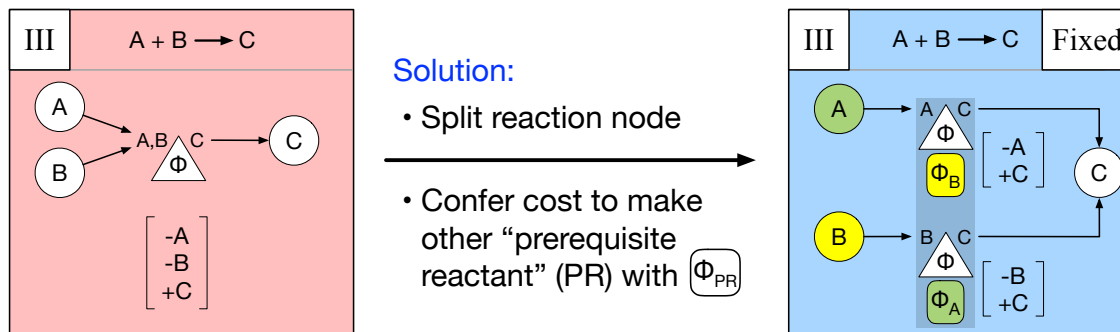 III
A + B → C
A
B
A,B
C
Φ
C
-A
-B
+C
Solution:
• Split reaction node
• Confer cost to make
other “prerequisite
reactant” (PR) with Φ_PR
III
A + B → C
Fixed
A
A C
Φ
Φ_B
-A
+C
C
B
B C
Φ
Φ_A
-B
+C